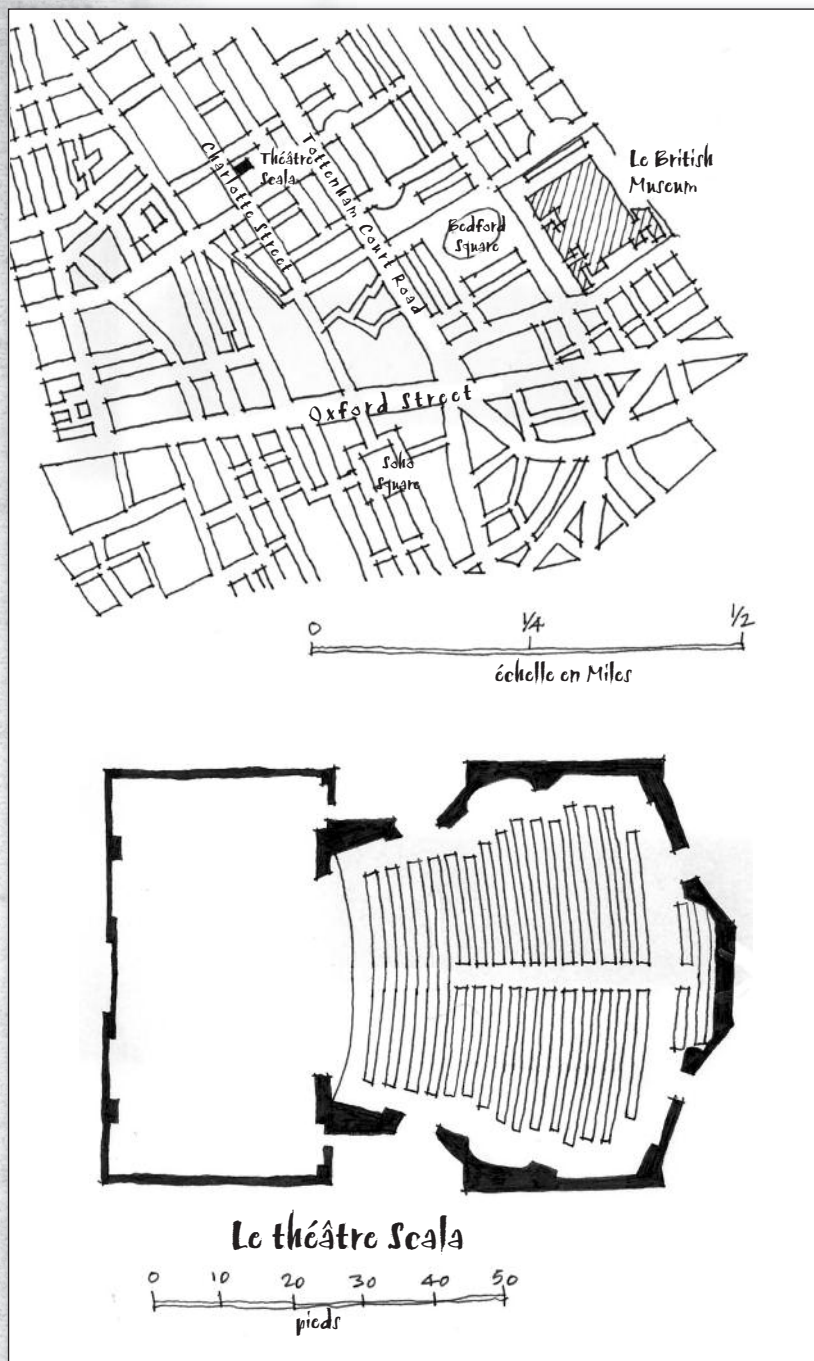 Le British
Museum
Théâtre
Scala
Charlotte Street
Tottenham Court Road
Bedford
Square
Oxford Street
Soho
Square
0 1/4 1/2
échelle en Miles
Le théâtre Scala
0 10 20 30 40 50
pieds